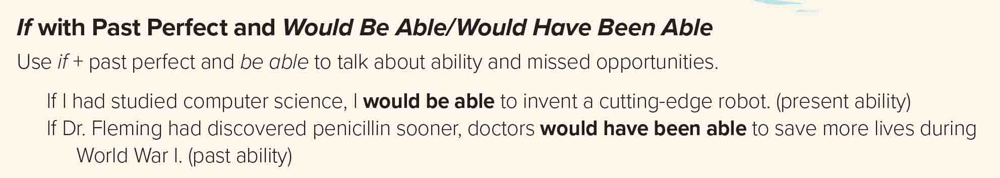 If with Past Perfect and Would Be Able/Would Have Been Able
Use if + past perfect and be able to talk about ability and missed opportunities.
If I had studied computer science, I would be able to invent a cutting-edge robot. (present ability)
If Dr. Fleming had discovered penicillin sooner, doctors would have been able to save more lives during
World War I. (past ability)